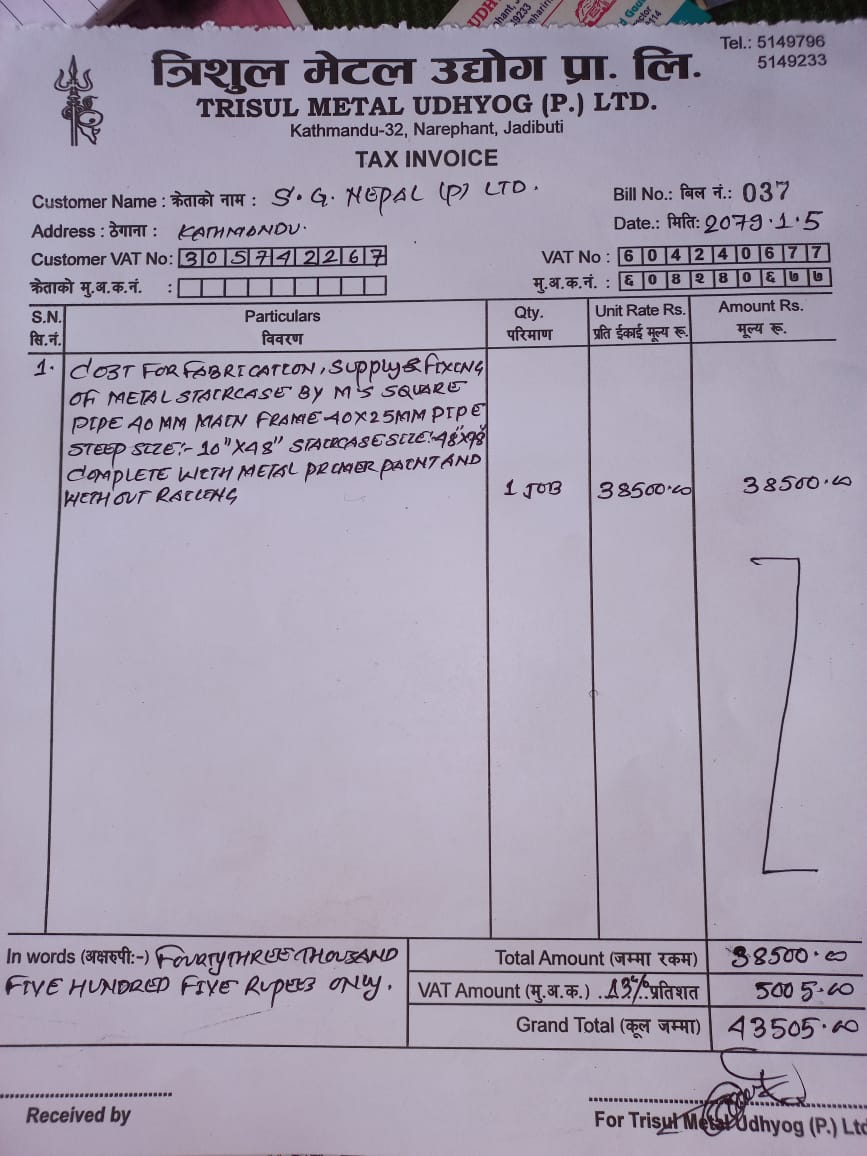 Tel.: 5149796
5149233
त्रिशुल मेटल उद्योग प्रा. लि.
TRISUL METAL UDHYOG (P.) LTD.
Kathmandu-32, Narephant, Jadibuti
TAX INVOICE
Customer Name : क्रेताको नाम : S.G. NEPAL (P) LTD.
Bill No.: बिल नं.: 037
Address : ठेगाना : KATHMANDU.
Date.: मिति: 2079.1.5
Customer VAT No: 305742267
VAT No : 604240677
क्रेताको मु.अ.क.नं. :
मु.अ.क.नं. : ६०४२४०६७७
S.N. Particulars Qty. Unit Rate Rs. Amount Rs.
सि.नं. विवरण परिमाण प्रति ईकाई मूल्य रू. मूल्य रू.
1. COST FOR FABRICATION, Supply & FIXING
OF METAL STAIRCASE BY M'S SQUARE
PIPE 40 MM MAIN FRAME 40X25MM PIPE
STEEP SIZE:- 10"X48" STAIRCASE SIZE:-48"X98"
COMPLETE WITH METAL PRIMER PAINT AND
WITHOUT RAILING 1 JOB 38500.00 38500.00
In words (अक्षरुपी:-) FOURTYTHREE THOUSAND
FIVE HUNDRED FIVE RUPEES ONLY.
Total Amount (जम्मा रकम) 38500.00
VAT Amount (मु.अ.क.) .13%.प्रतिशत 5005.00
Grand Total (कूल जम्मा) 43505.00
Received by
For Trisul Metal Udhyog (P.) Ltd